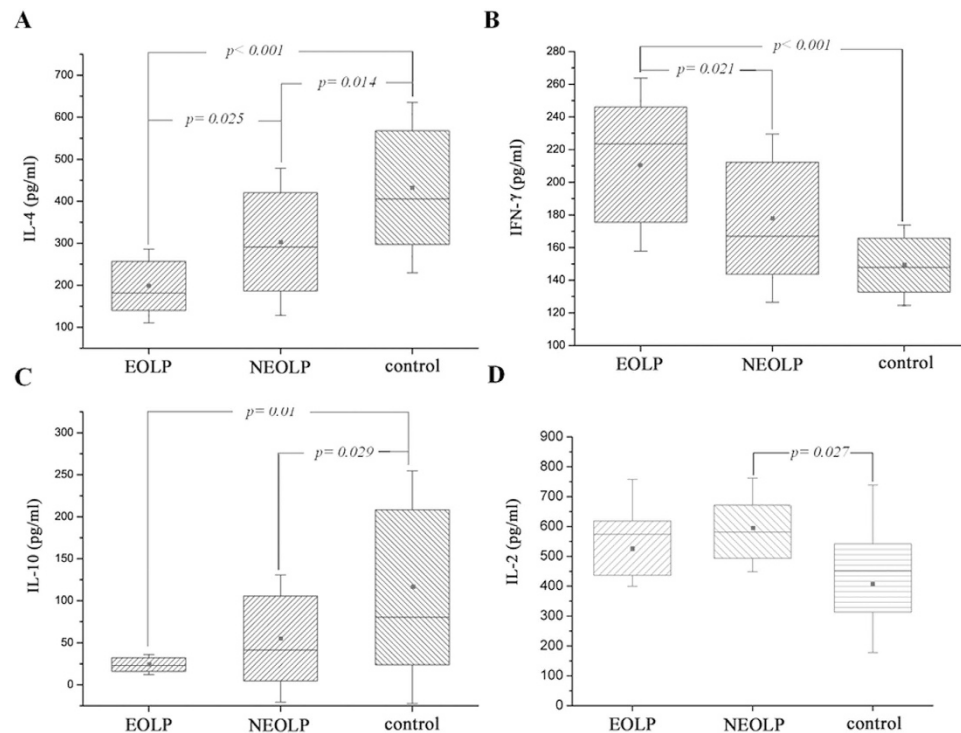 A
p< 0.001
p= 0.014
p= 0.025
700
600
500
400
300
200
100
IL-4 (pg/ml)
EOLP NEOLP control
B
p< 0.001
p= 0.021
280
260
240
220
200
180
160
140
120
100
IFN-γ (pg/ml)
EOLP NEOLP control
C
p= 0.01
p= 0.029
325
300
250
200
150
100
50
0
IL-10 (pg/ml)
EOLP NEOLP control
D
p= 0.027
900
800
700
600
500
400
300
200
100
0
IL-2 (pg/ml)
EOLP NEOLP control